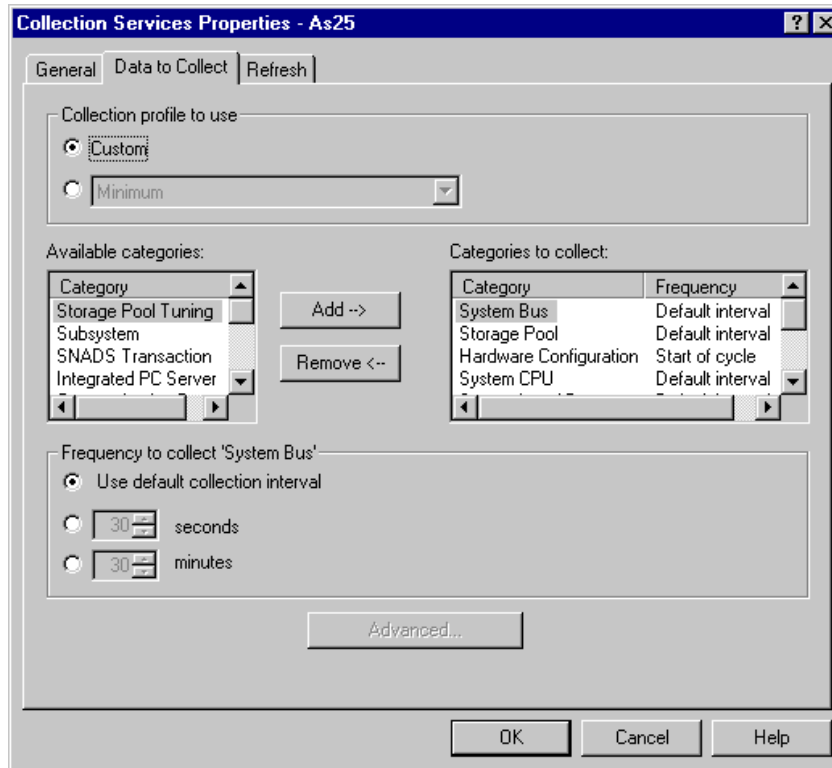 Collection Services Properties - As25
General
Data to Collect
Refresh
Collection profile to use
Custom
Minimum
Available categories:
Category
Storage Pool Tuning
Subsystem
SNADS Transaction
Integrated PC Server
Add -->
Remove <--
Categories to collect:
Category Frequency
System Bus Default interval
Storage Pool Default interval
Hardware Configuration Start of cycle
System CPU Default interval
Frequency to collect 'System Bus'
Use default collection interval
30 seconds
30 minutes
Advanced...
OK
Cancel
Help